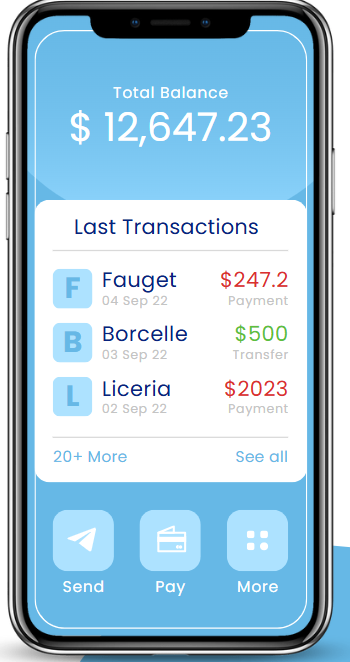 Total Balance
$ 12,647.23
Last Transactions
F Fauget $247.2
04 Sep 22 Payment
B Borcelle $500
03 Sep 22 Transfer
L Liceria $2023
02 Sep 22 Payment
20+ More See all
Send Pay More